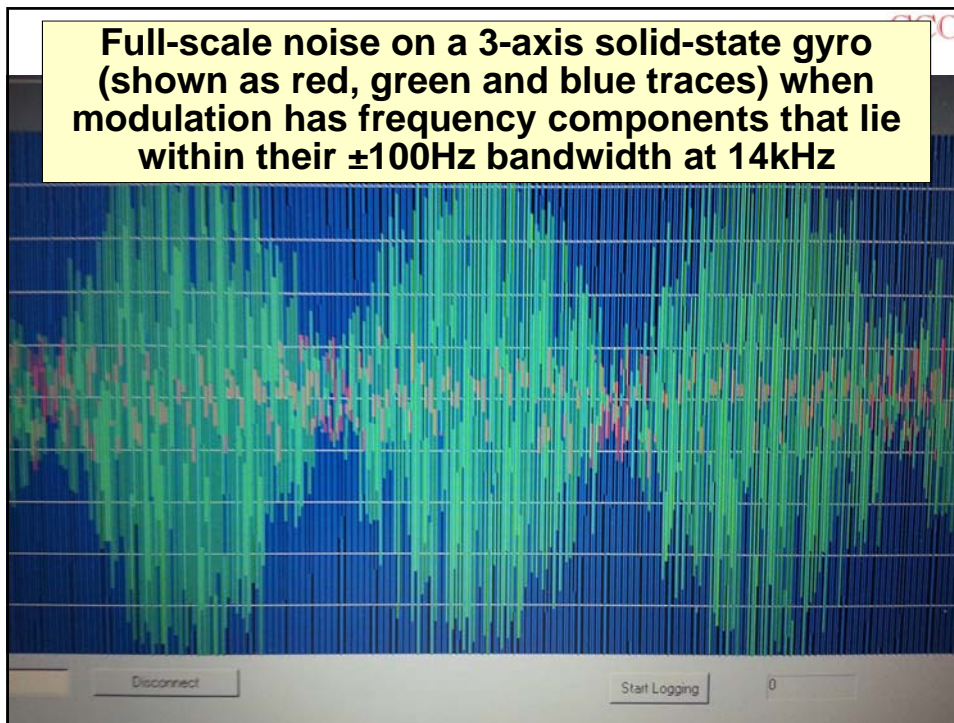 Full-scale noise on a 3-axis solid-state gyro
(shown as red, green and blue traces) when
modulation has frequency components that lie
within their ±100Hz bandwidth at 14kHz
Disconnect
Start Logging
0